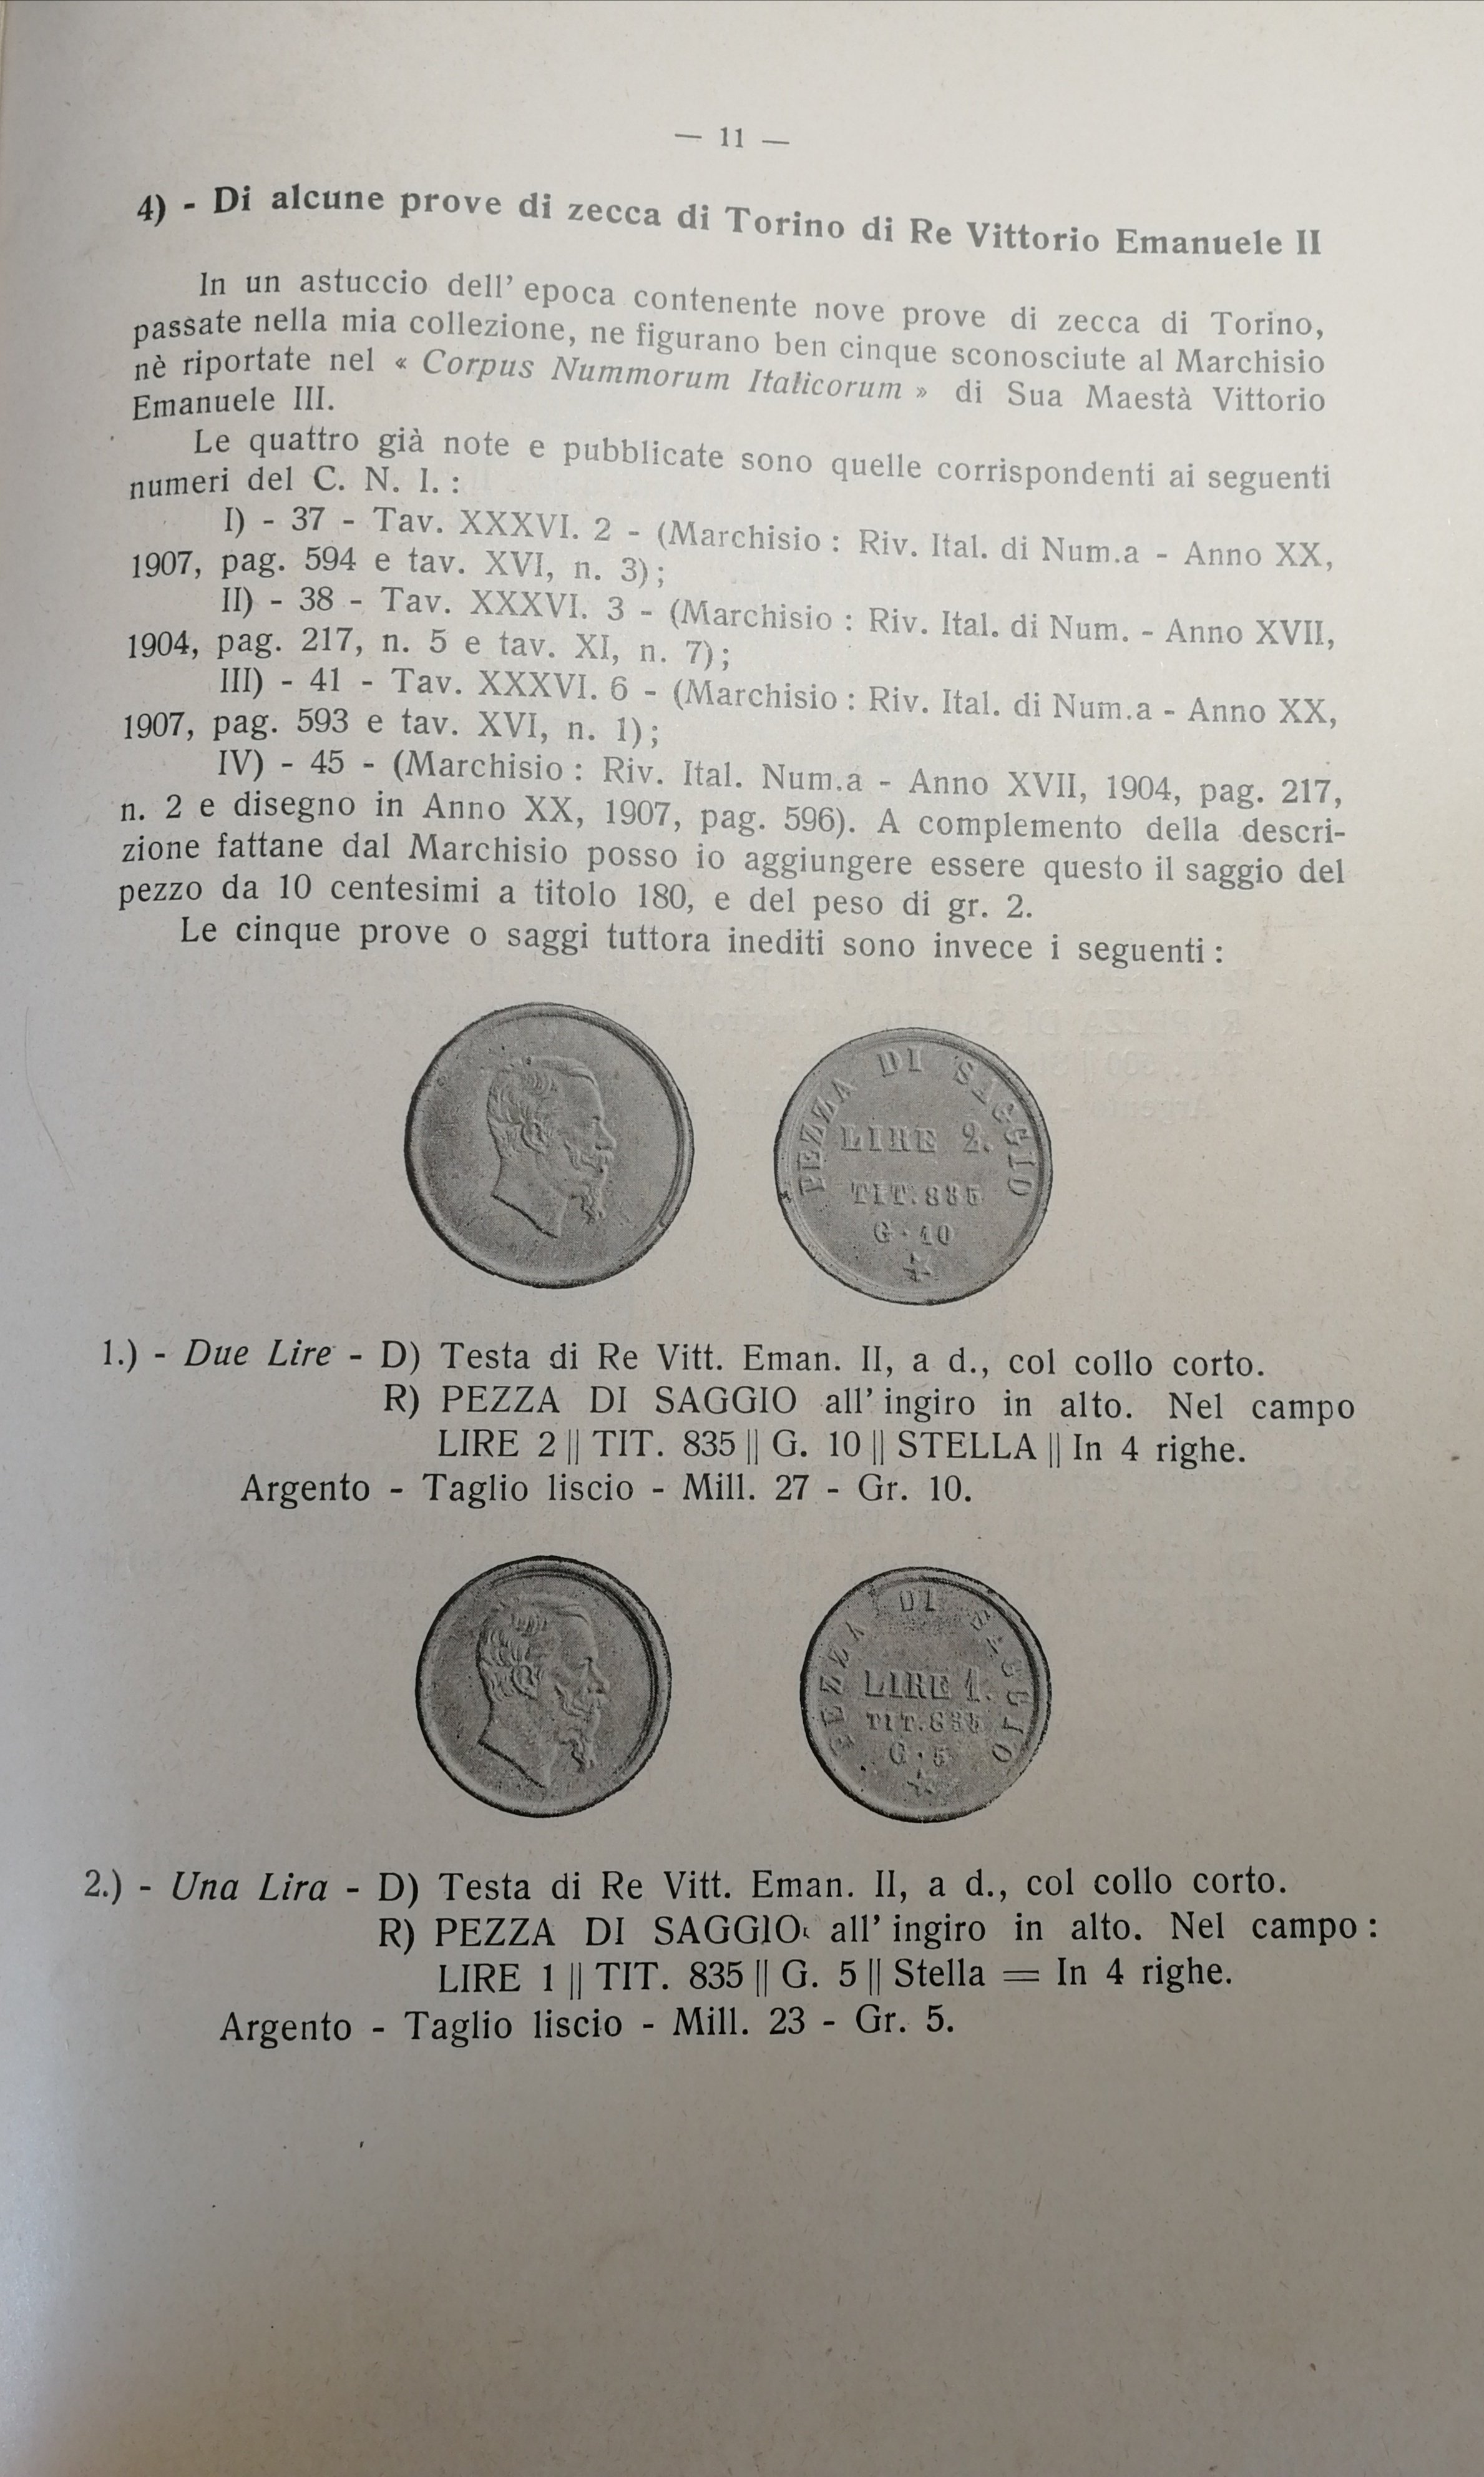 — 11 —
4) - Di alcune prove di zecca di Torino di Re Vittorio Emanuele II
In un astuccio dell' epoca contenente nove prove di zecca di Torino,
passate nella mia collezione, ne figurano ben cinque sconosciute al Marchisio
nè riportate nel « Corpus Nummorum Italicorum » di Sua Maestà Vittorio
Emanuele III.
Le quattro già note e pubblicate sono quelle corrispondenti ai seguenti
numeri del C. N. I. :
I) - 37 - Tav. XXXVI. 2 - (Marchisio : Riv. Ital. di Num.a - Anno XX,
1907, pag. 594 e tav. XVI, n. 3) ;
II) - 38 - Tav. XXXVI. 3 - (Marchisio : Riv. Ital. di Num. - Anno XVII,
1904, pag. 217, n. 5 e tav. XI, n. 7) ;
III) - 41 - Tav. XXXVI. 6 - (Marchisio : Riv. Ital. di Num.a - Anno XX,
1907, pag. 593 e tav. XVI, n. 1) ;
IV) - 45 - (Marchisio : Riv. Ital. Num.a - Anno XVII, 1904, pag. 217,
n. 2 e disegno in Anno XX, 1907, pag. 596). A complemento della descri-
zione fattane dal Marchisio posso io aggiungere essere questo il saggio del
pezzo da 10 centesimi a titolo 180, e del peso di gr. 2.
Le cinque prove o saggi tuttora inediti sono invece i seguenti :
PEZZA DI SAGGIO
LIRE 2.
TIT. 835
G · 10
1.) - Due Lire - D) Testa di Re Vitt. Eman. II, a d., col collo corto.
R) PEZZA DI SAGGIO all' ingiro in alto. Nel campo
LIRE 2 || TIT. 835 || G. 10 || STELLA || In 4 righe.
Argento - Taglio liscio - Mill. 27 - Gr. 10.
PEZZA DI SAGGIO
LIRE 1.
TIT. 835
G · 5
2.) - Una Lira - D) Testa di Re Vitt. Eman. II, a d., col collo corto.
R) PEZZA DI SAGGIO all' ingiro in alto. Nel campo :
LIRE 1 || TIT. 835 || G. 5 || Stella = In 4 righe.
Argento - Taglio liscio - Mill. 23 - Gr. 5.